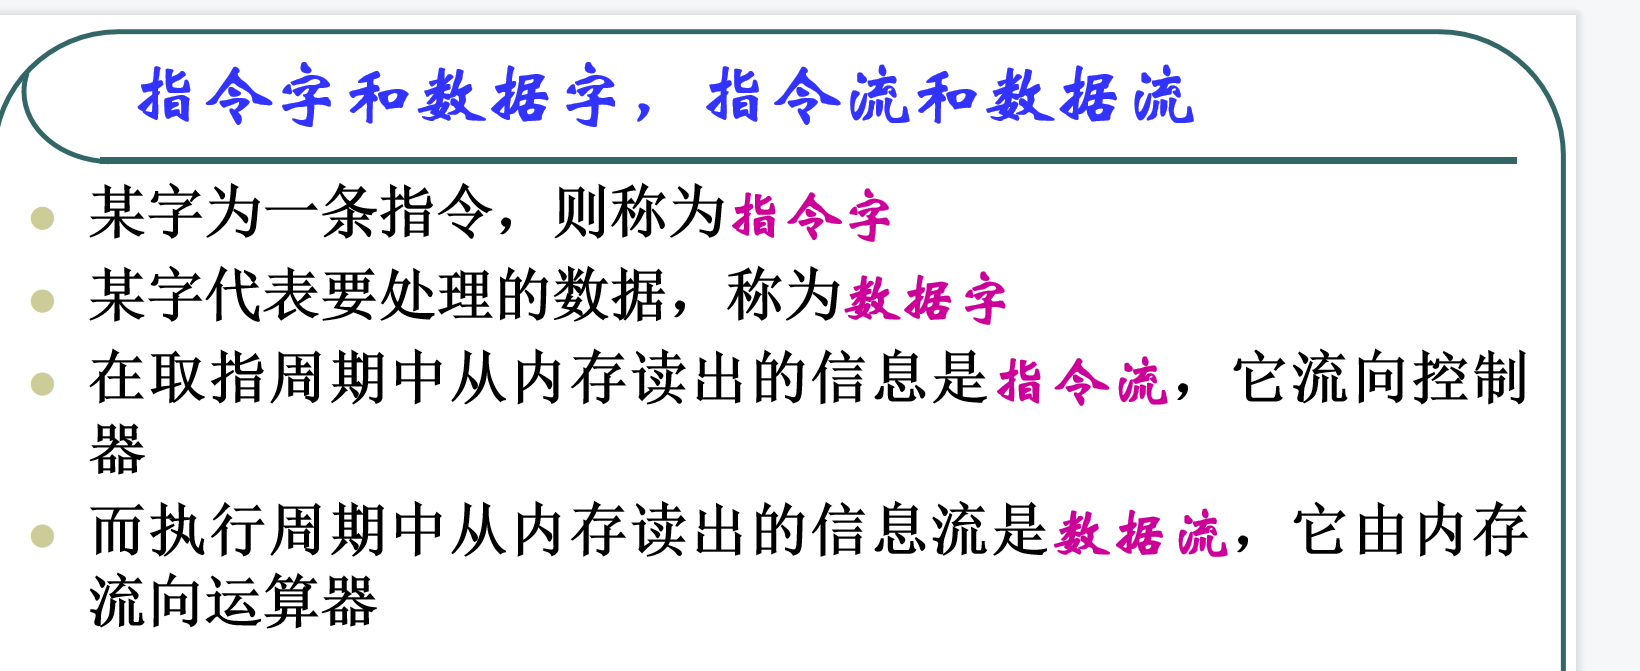 指令字和数据字，指令流和数据流
某字为一条指令，则称为指令字
某字代表要处理的数据，称为数据字
在取指周期中从内存读出的信息是指令流，它流向控制
器
而执行周期中从内存读出的信息流是数据流，它由内存
流向运算器